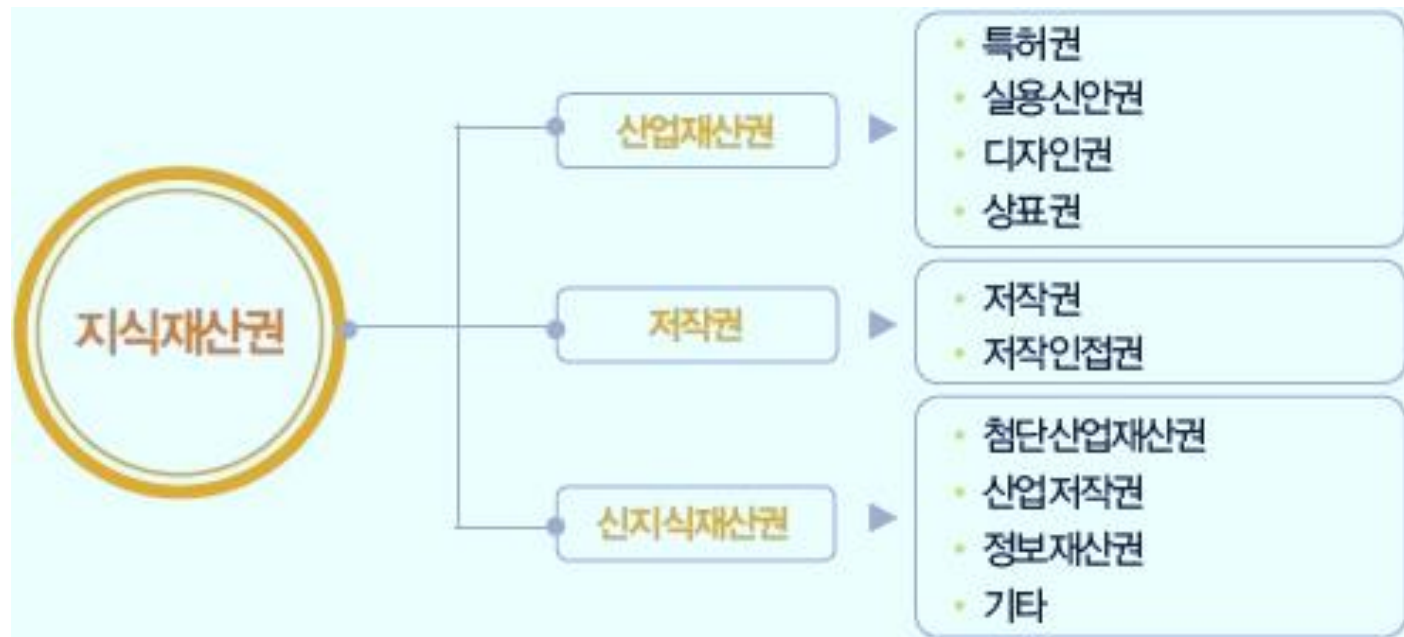 지식재산권
산업재산권
• 특허권
• 실용신안권
• 디자인권
• 상표권
저작권
• 저작권
• 저작인접권
신지식재산권
• 첨단산업재산권
• 산업저작권
• 정보재산권
• 기타